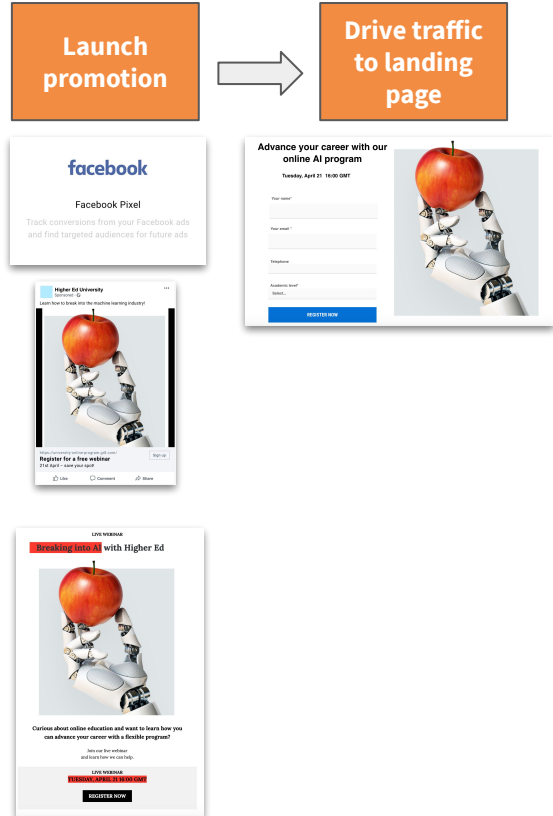 Launch
promotion
Drive traffic
to landing
page
facebook
Facebook Pixel
Track conversions from your Facebook ads
and find targeted audiences for future ads
Advance your career with our
online AI program
Tuesday, April 21 16:00 GMT
Your name*
Your email *
Telephone
Academic level*
Select...
REGISTER NOW
Higher Ed University
Sponsored ·
Learn how to break into the machine learning industry!
Register for a free webinar
Sign up
21st April – save your spot!
Like Comment Share
LIVE WEBINAR
Breaking into AI with Higher Ed
Curious about online education and want to learn how you
can advance your career with a flexible program?
Join our live webinar
and learn how we can help.
LIVE WEBINAR
TUESDAY, APRIL 21 16:00 GMT
REGISTER NOW